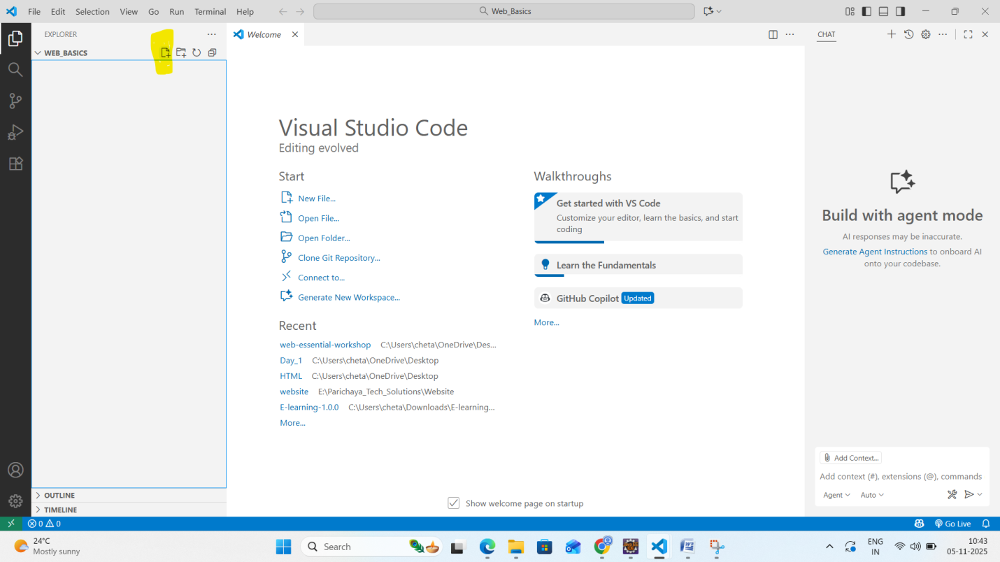 File Edit Selection View Go Run Terminal Help
Web_Basics
EXPLORER
WEB_BASICS
OUTLINE
TIMELINE
Welcome
Visual Studio Code
Editing evolved
Start
New File...
Open File...
Open Folder...
Clone Git Repository...
Connect to...
Generate New Workspace...
Recent
web-essential-workshop C:\Users\cheta\OneDrive\Des...
Day_1 C:\Users\cheta\OneDrive\Desktop
HTML C:\Users\cheta\OneDrive\Desktop
website E:\Parichaya_Tech_Solutions\Website
E-learning-1.0.0 C:\Users\cheta\Downloads\E-learning...
More...
Walkthroughs
Get started with VS Code
Customize your editor, learn the basics, and start
coding
Learn the Fundamentals
GitHub Copilot Updated
More...
Show welcome page on startup
CHAT
Build with agent mode
AI responses may be inaccurate.
Generate Agent Instructions to onboard AI
onto your codebase.
Add Context...
Add context (#), extensions (@), commands
Agent Auto
0 0 Go Live
24°C
Mostly sunny
Search
ENG
IN
10:43
05-11-2025